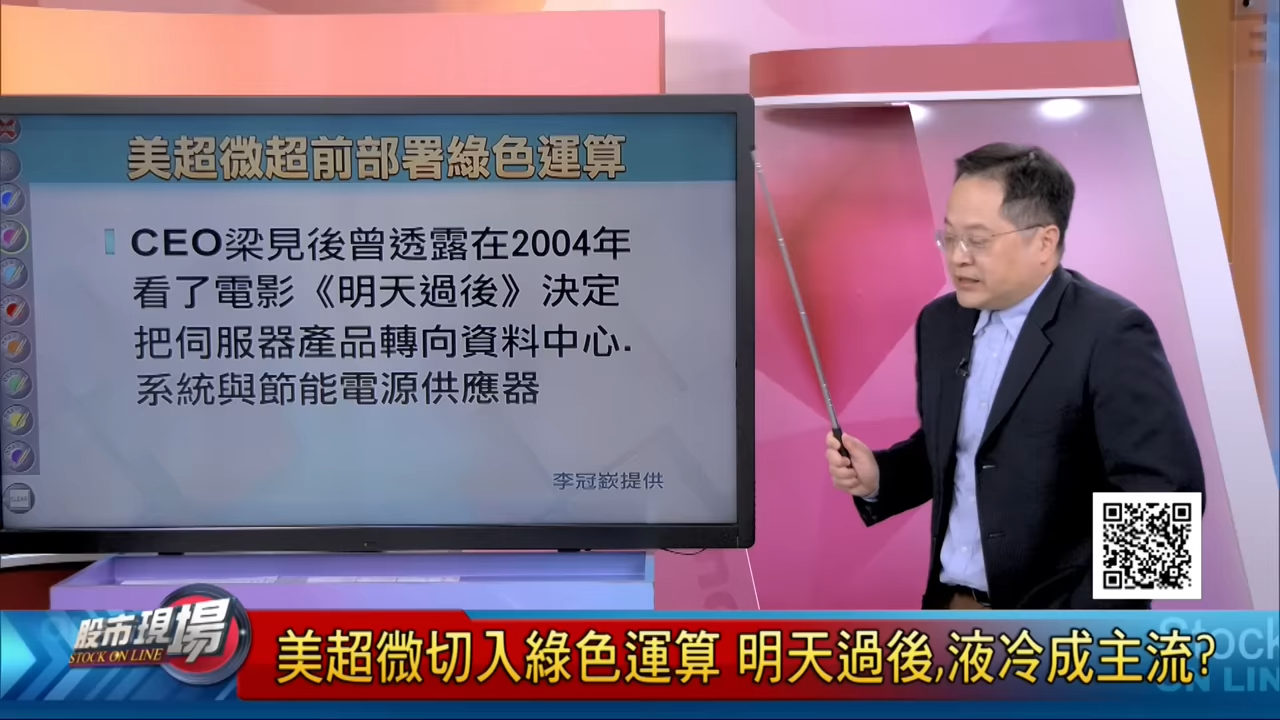 美超微超前部署綠色運算
CEO梁見後曾透露在2004年
看了電影《明天過後》決定
把伺服器產品轉向資料中心.
系統與節能電源供應器
李冠嶔提供
CLEAR
股市現場
STOCK ON LINE
美超微切入綠色運算 明天過後,液冷成主流?
Stock
ON LIN